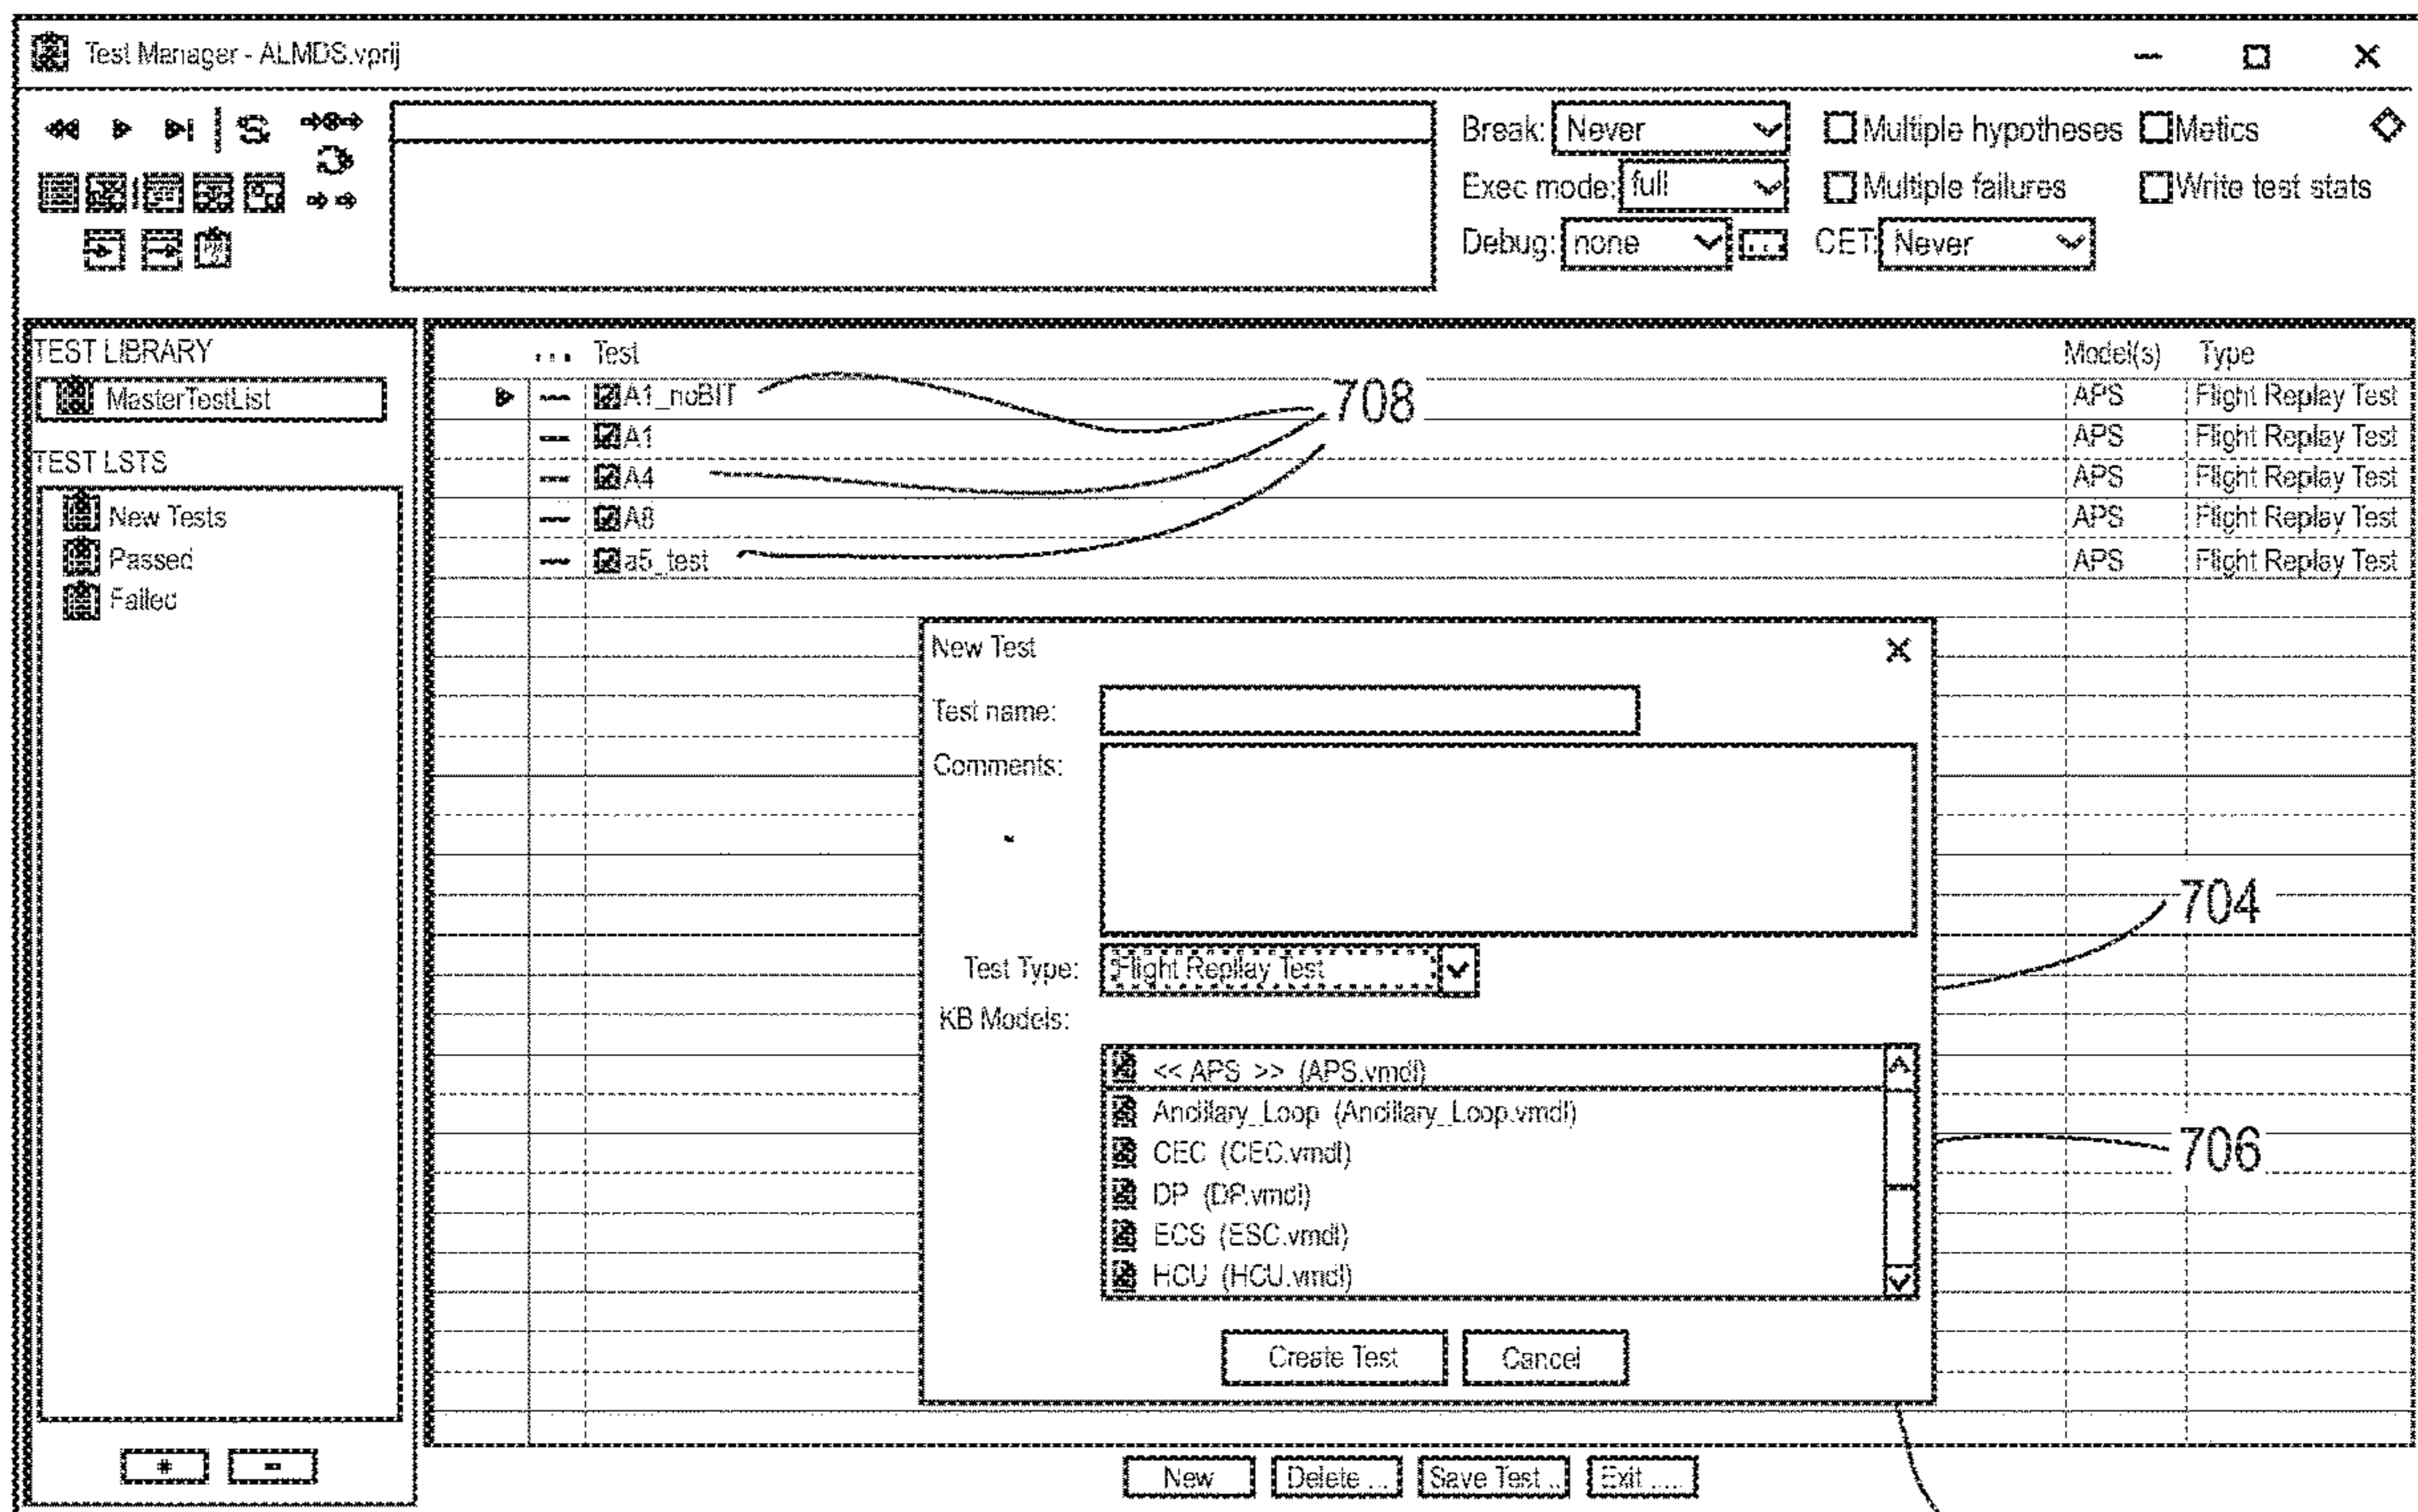 Test Manager - ALMDS.vprij
Break: Never
Multiple hypotheses
Metics
Exec mode: full
Multiple failures
Write test stats
Debug: none
...
CET: Never
TEST LIBRARY
MasterTestList
TEST LSTS
New Tests
Passed
Failed
... Test Model(s) Type
A1_noBIT APS Flight Replay Test
708
A1 APS Flight Replay Test
A4 APS Flight Replay Test
A8 APS Flight Replay Test
a5_test APS Flight Replay Test
New Test
Test name:
Comments:
704
Test Type: Flight Repllay Test
KB Models:
<< APS >> (APS.vmdl)
Ancillary_Loop (Ancillary_Loop.vmdl)
CEC (CEC.vmdl)
706
DP (DP.vmdl)
ECS (ESC.vmdl)
HCU (HCU.vmdl)
Create Test Cancel
+ -
New Delete ... Save Test .. Exit .....